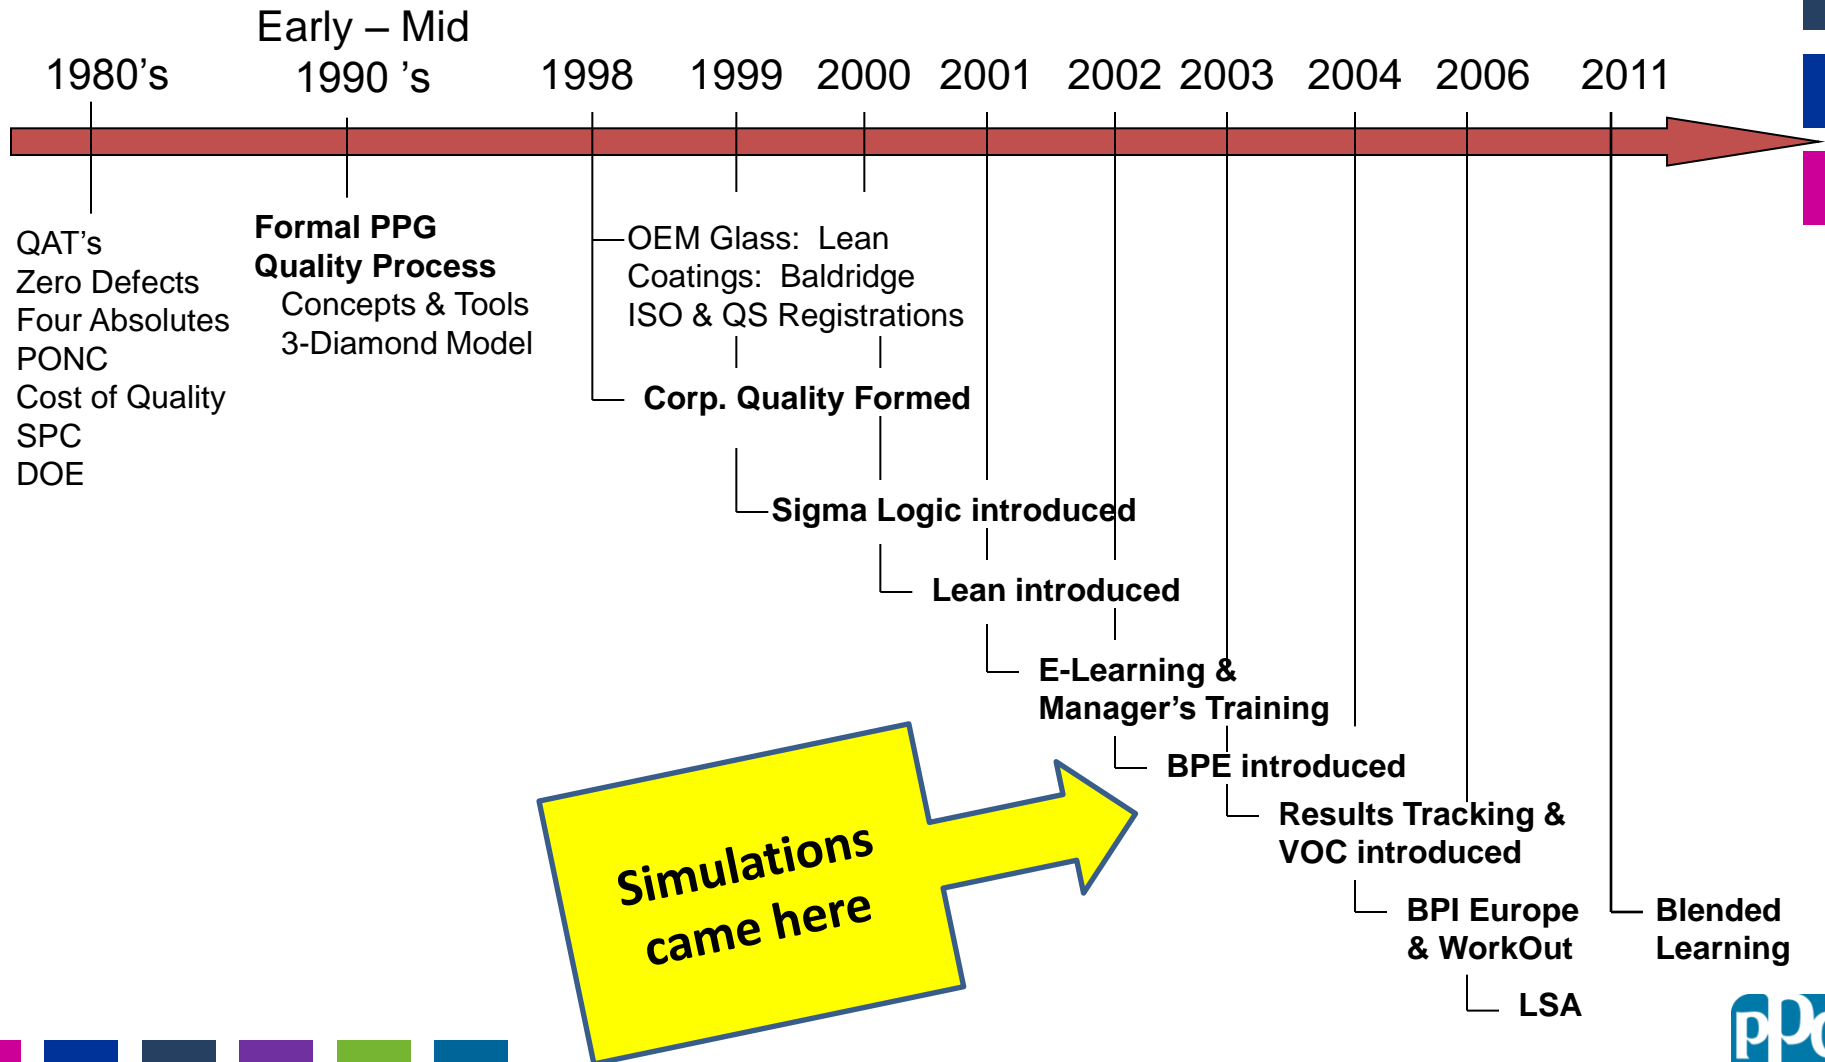 Early – Mid
1980’s
1990 ’s
1998
1999
2000
2001
2002
2003
2004
2006
2011
QAT’s
Zero Defects
Four Absolutes
PONC
Cost of Quality
SPC
DOE
Formal PPG
Quality Process
Concepts & Tools
3-Diamond Model
OEM Glass: Lean
Coatings: Baldridge
ISO & QS Registrations
Corp. Quality Formed
Sigma Logic introduced
Lean introduced
E-Learning &
Manager’s Training
BPE introduced
Results Tracking &
VOC introduced
BPI Europe
& WorkOut
LSA
Blended
Learning
Simulations
came here
ppg